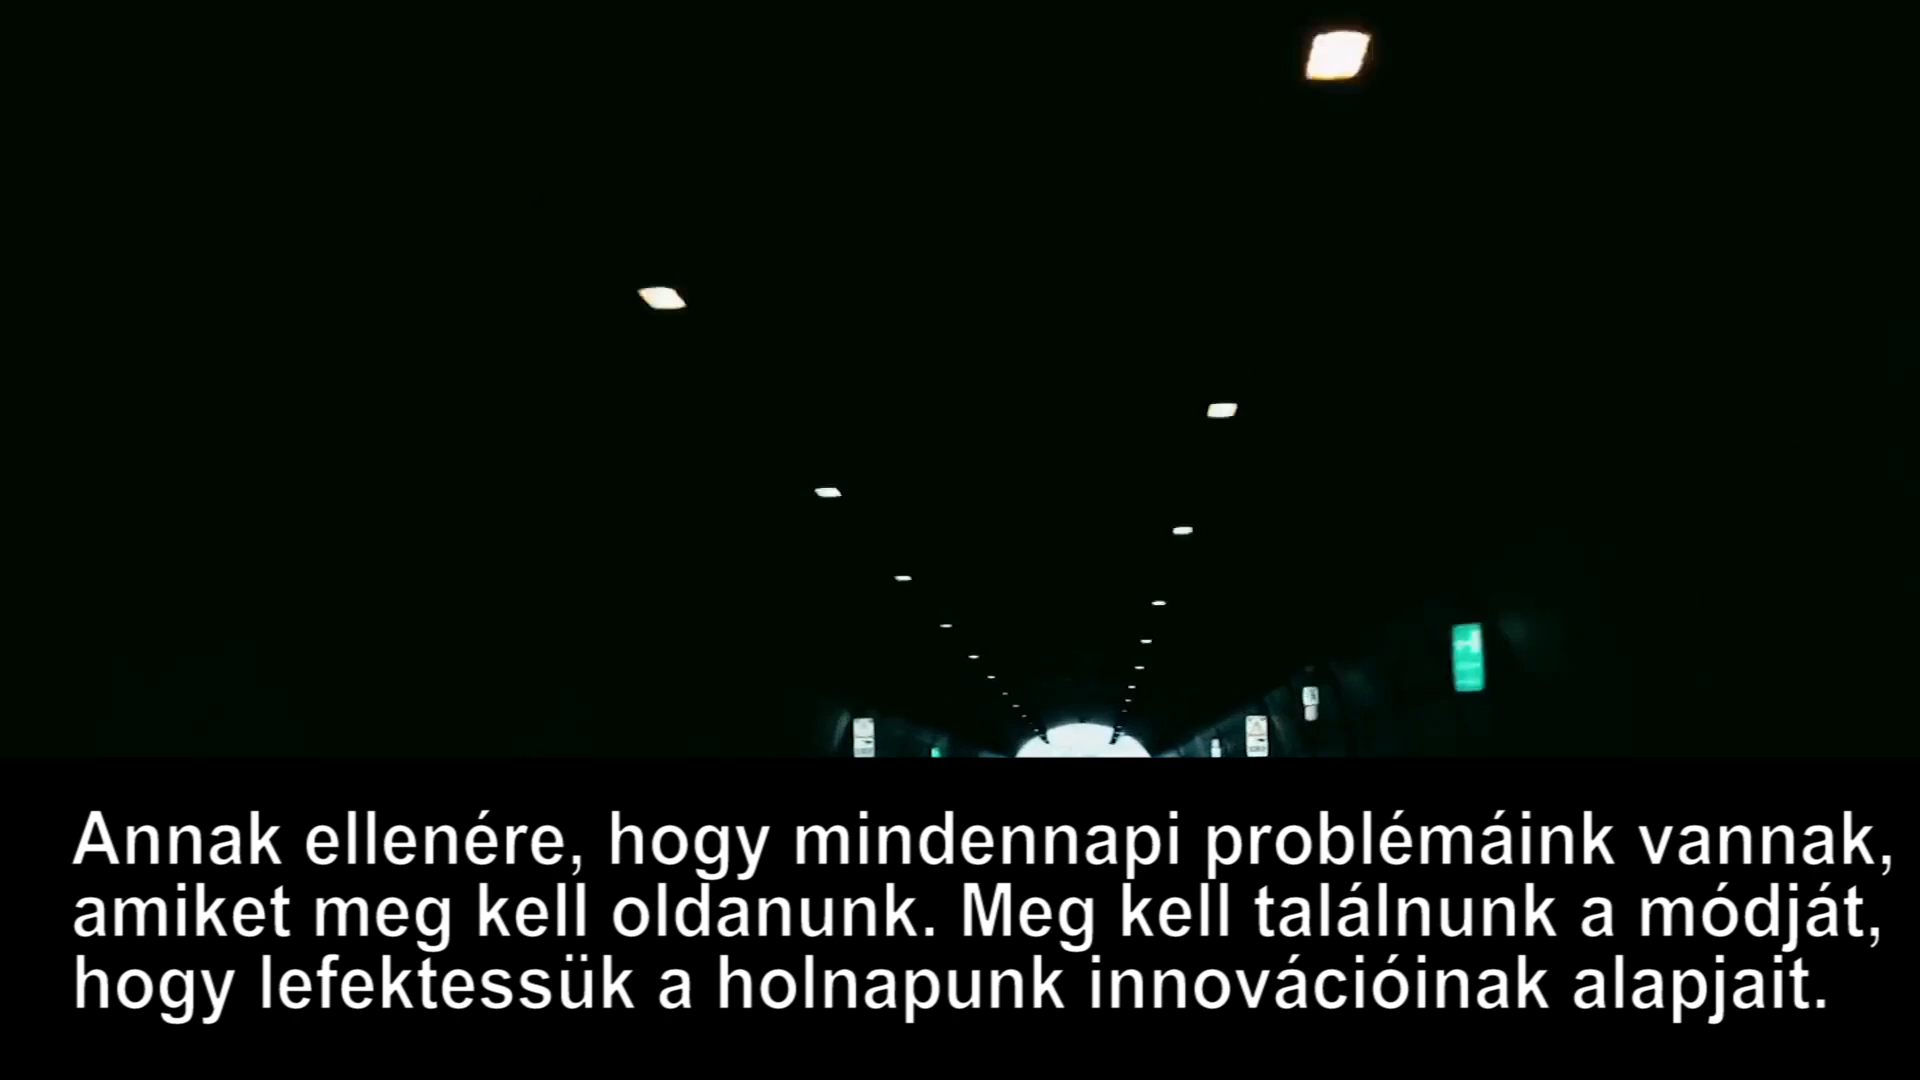 Annak ellenére, hogy mindennapi problémáink vannak,
amiket meg kell oldanunk. Meg kell találnunk a módját,
hogy lefektessük a holnapunk innovációinak alapjait.